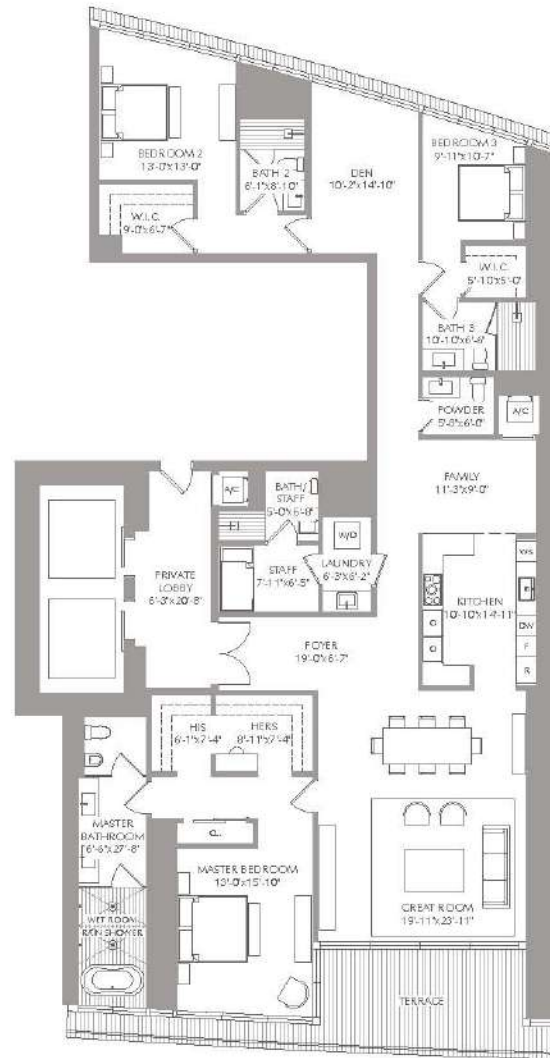 BEDROOM 2
13'-0"x13'-0"
BATH 2
6'-1"x8'-10"
DEN
10'-2"x14'-10"
BEDROOM 3
9'-11"x10'-7"
W.I.C.
9'-0"x6'-7"
W.I.C.
5'-10"x5'-0"
BATH 3
10'-10"x6'-6"
POWDER
5'-8"x6'-0"
A/C
FAMILY
11'-3"x9'-0"
A/C
BATH/
STAFF
5'-0"x6'-8"
W/D
LAUNDRY
6'-3"x6'-2"
STAFF
7'-11"x6'-5"
PRIVATE
LOBBY
6'-3"x20'-8"
KITCHEN
10'-10"x14'-11"
DW
F
R
FOYER
19'-0"x6'-7"
HIS
6'-1"x7'-4"
HERS
8'-11"x7'-4"
MASTER
BATHROOM
6'-6"x27'-8"
MASTER BEDROOM
13'-0"x15'-10"
WET ROOM
RAIN SHOWER
GREAT ROOM
19'-11"x23'-11"
TERRACE